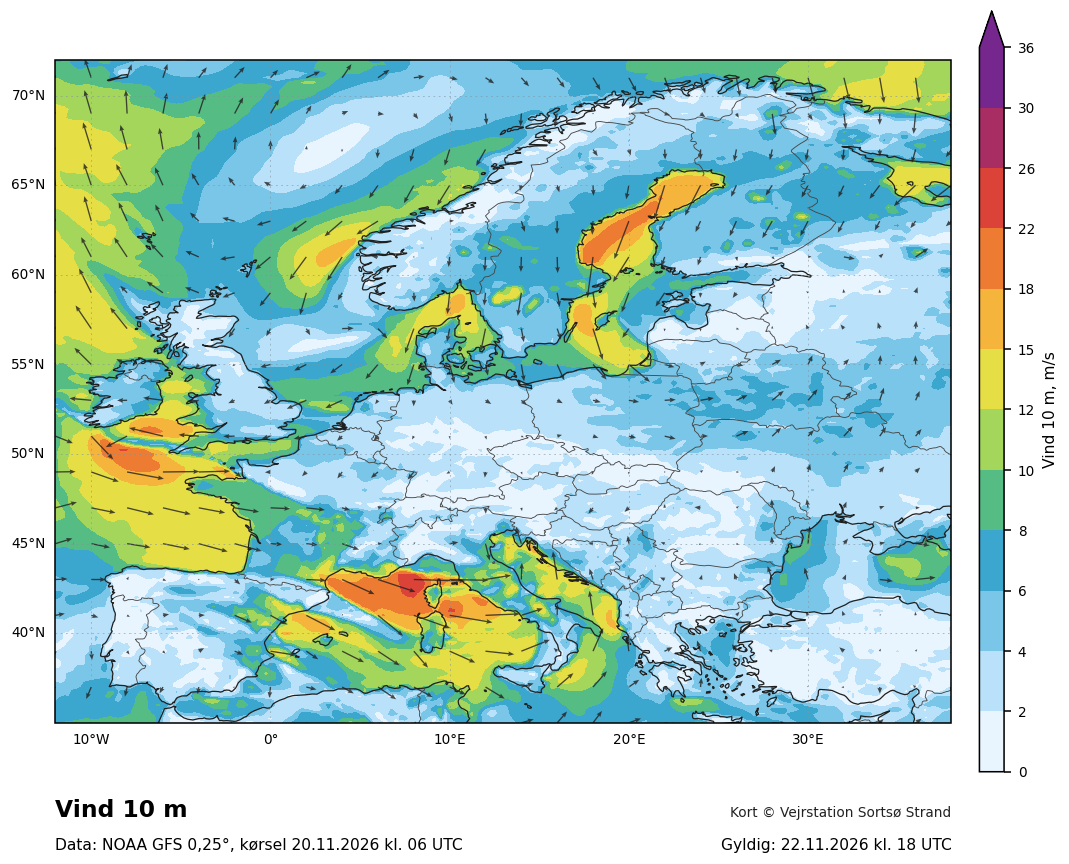 36
30
26
22
18
15
12
10
8
6
4
2
0
Vind 10 m, m/s
70°N
65°N
60°N
55°N
50°N
45°N
40°N
10°W
0°
10°E
20°E
30°E
Vind 10 m
Kort © Vejrstation Sortsø Strand
Data: NOAA GFS 0,25°, kørsel 20.11.2026 kl. 06 UTC
Gyldig: 22.11.2026 kl. 18 UTC